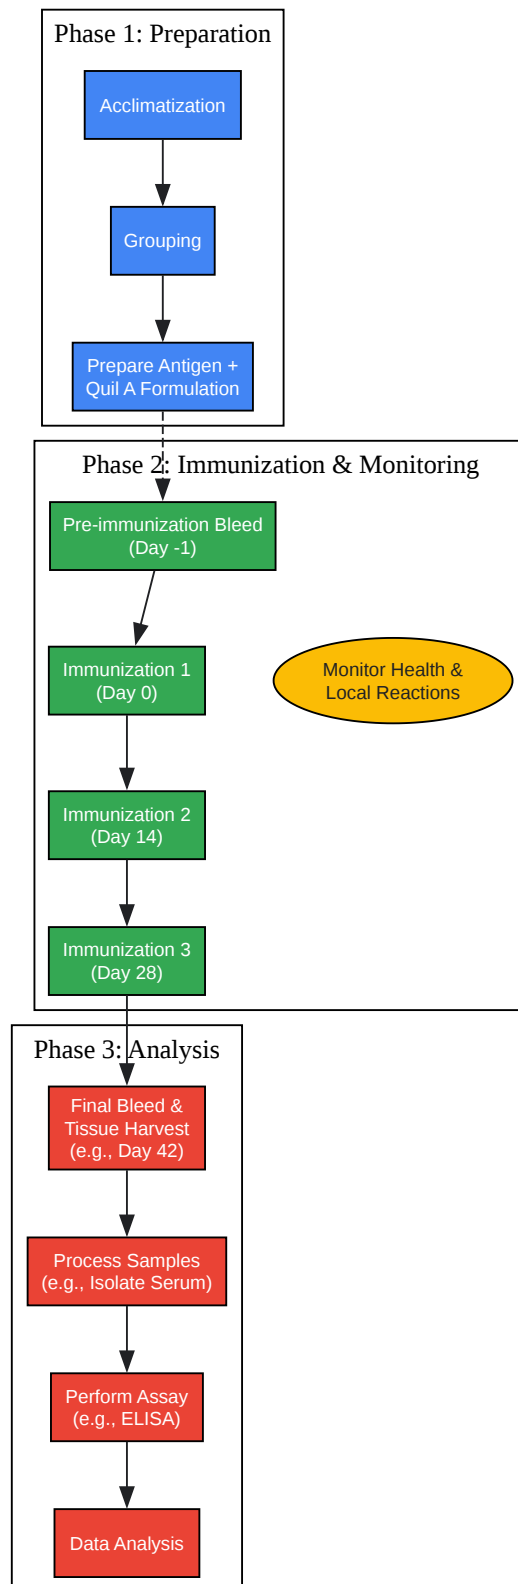 Phase 1: Preparation
Acclimatization
Grouping
Prepare Antigen +
Quil A Formulation
Phase 2: Immunization & Monitoring
Pre-immunization Bleed
(Day -1)
Immunization 1
(Day 0)
Monitor Health &
Local Reactions
Immunization 2
(Day 14)
Immunization 3
(Day 28)
Phase 3: Analysis
Final Bleed &
Tissue Harvest
(e.g., Day 42)
Process Samples
(e.g., Isolate Serum)
Perform Assay
(e.g., ELISA)
Data Analysis